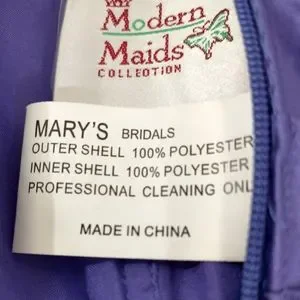 Modern
Maids
COLLECTION
MARY'S BRIDALS
OUTER SHELL 100% POLYESTER
INNER SHELL 100% POLYESTER
PROFESSIONAL CLEANING ONL
MADE IN CHINA